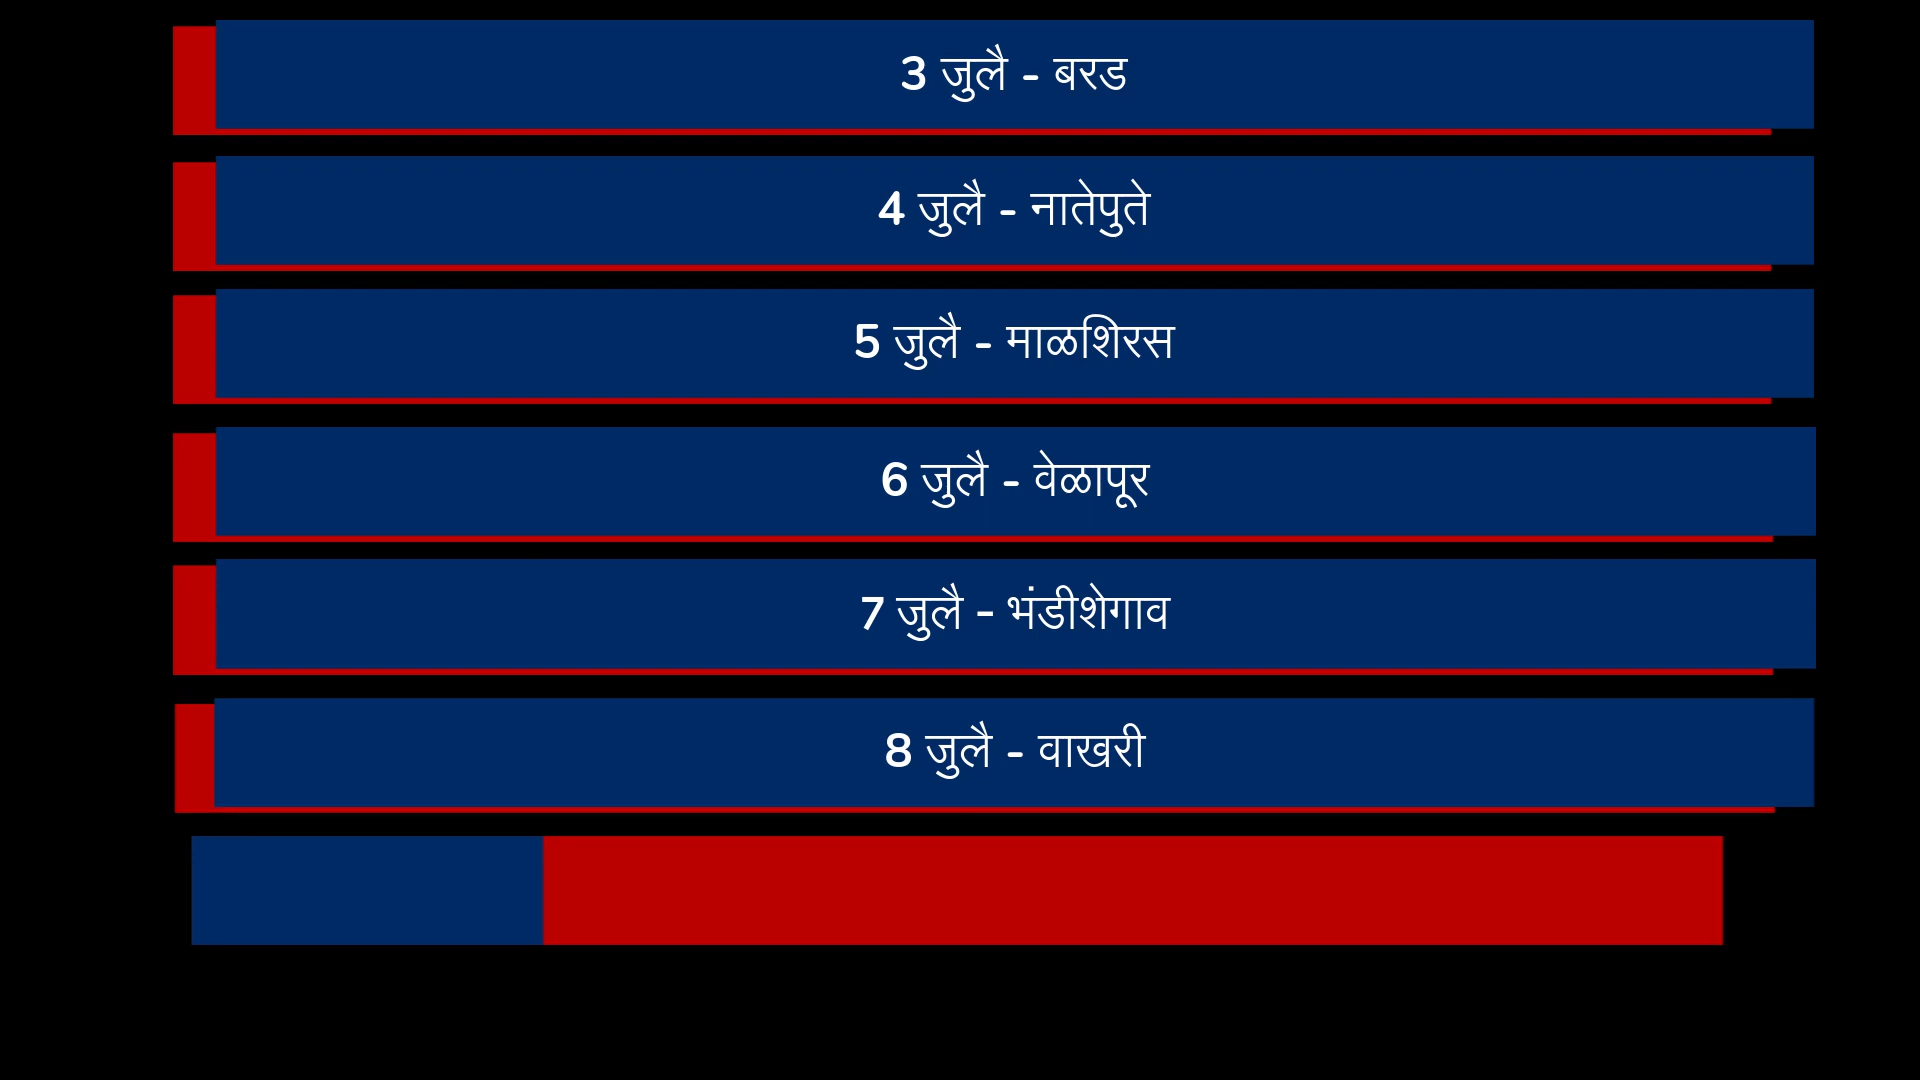 3 जुलै - बरड
4 जुलै - नातेपुते
5 जुलै - माळशिरस
6 जुलै - वेळापूर
7 जुलै - भंडीशेगाव
8 जुलै - वाखरी